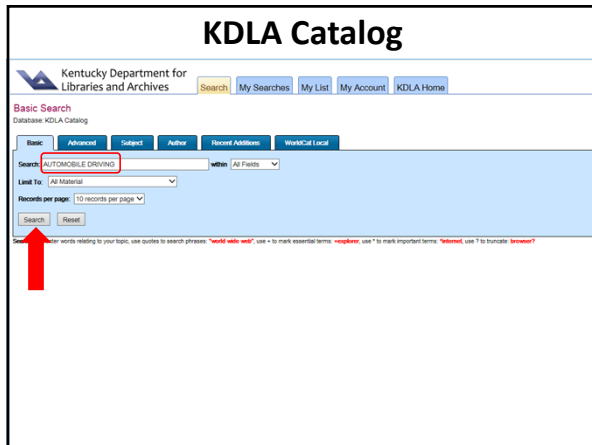 KDLA Catalog
Kentucky Department for
Libraries and Archives
Search My Searches My List My Account KDLA Home
Basic Search
Database: KDLA Catalog
Basic Advanced Subject Author Recent Additions WorldCat Local
Search: AUTOMOBILE DRIVING within All Fields
Limit To: All Material
Records per page: 10 records per page
Search Reset
words relating to your topic, use quotes to search phrases: "world wide web", use + to mark essential terms: +explorer, use * to mark important terms: *internet, use ? to truncate: browser?